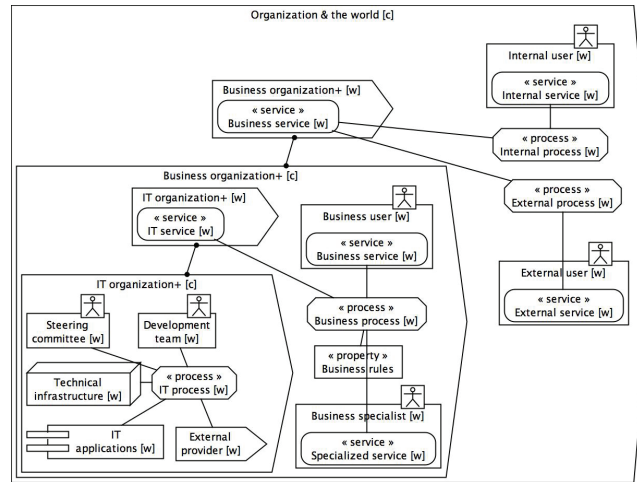 Organization & the world [c]
Internal user [w]
« service »
Internal service [w]
Business organization+ [w]
« service »
Business service [w]
« process »
Internal process [w]
Business organization+ [c]
« process »
External process [w]
IT organization+ [w]
« service »
IT service [w]
Business user [w]
« service »
Business service [w]
External user [w]
« service »
External service [w]
IT organization+ [c]
Steering
committee [w]
Development
team [w]
« process »
Business process [w]
« property »
Business rules
Technical
infrastructure [w]
« process »
IT process [w]
Business specialist [w]
« service »
Specialized service [w]
IT
applications [w]
External
provider [w]